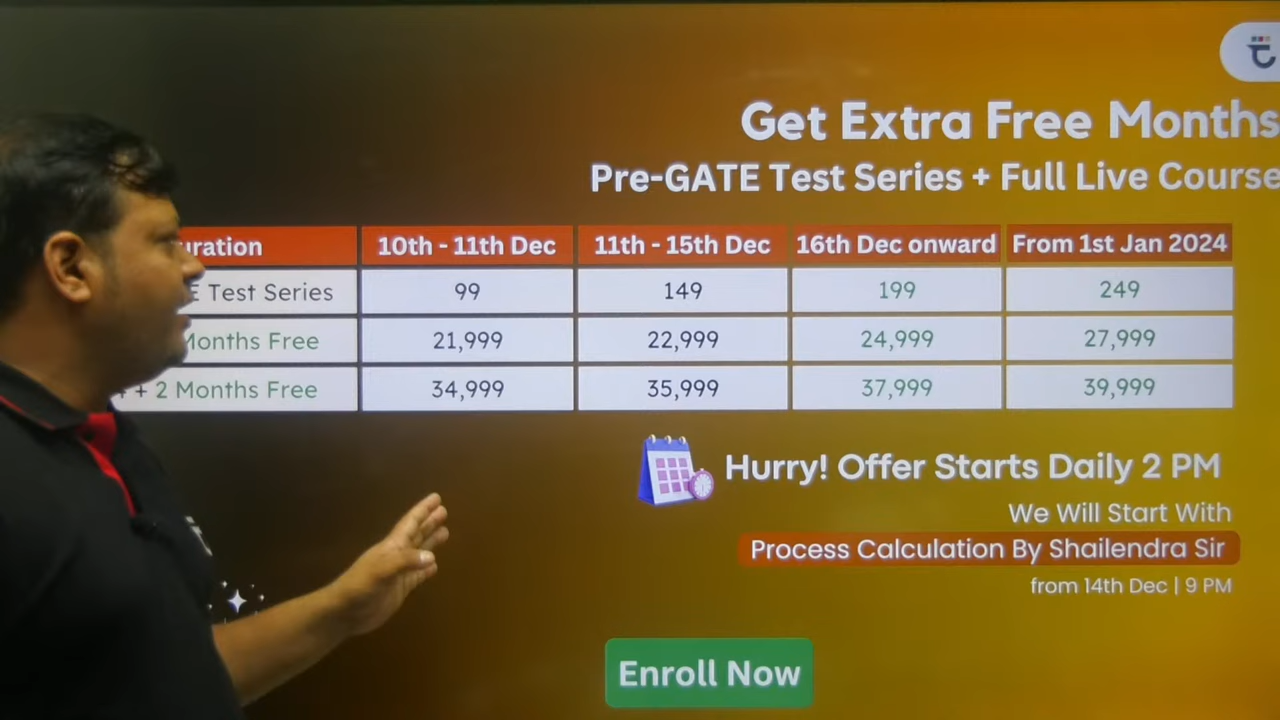 Get Extra Free Months
Pre-GATE Test Series + Full Live Course
10th - 11th Dec 11th - 15th Dec 16th Dec onward From 1st Jan 2024
Test Series 99 149 199 249
Months Free 21,999 22,999 24,999 27,999
+ 2 Months Free 34,999 35,999 37,999 39,999
Hurry! Offer Starts Daily 2 PM
We Will Start With
Process Calculation By Shailendra Sir
from 14th Dec | 9 PM
Enroll Now